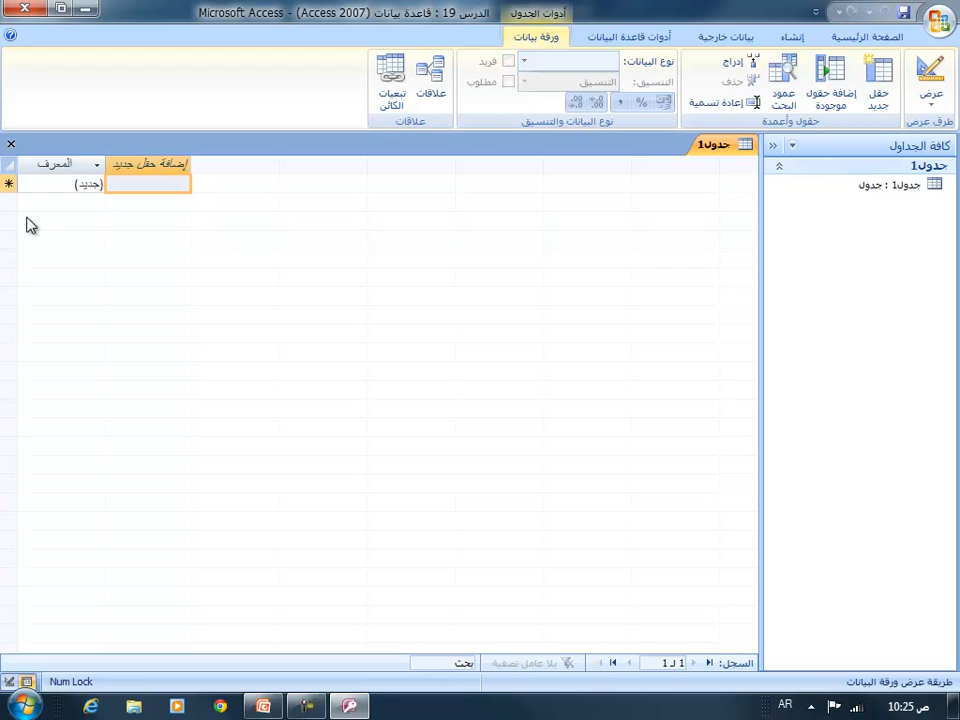 الدرس 19 : قاعدة بيانات (Access 2007) - Microsoft Access
أدوات الجدول
الصفحة الرئيسية
إنشاء
بيانات خارجية
أدوات قاعدة البيانات
ورقة بيانات
عرض
طرق عرض
حقل جديد
إضافة حقول موجودة
عمود البحث
إدراج
حذف
إعادة تسمية
حقول وأعمدة
نوع البيانات:
التنسيق:
التنسيق
فريد
مطلوب
%
نوع البيانات والتنسيق
علاقات
تبعيات الكائن
علاقات
كافة الجداول
جدول1
جدول1 : جدول
جدول1
المعرف
إضافة حقل جديد
(جديد)
السجل:
1 لـ 1
بلا عامل تصفية
بحث
طريقة عرض ورقة البيانات
Num Lock
AR
10:25 ص